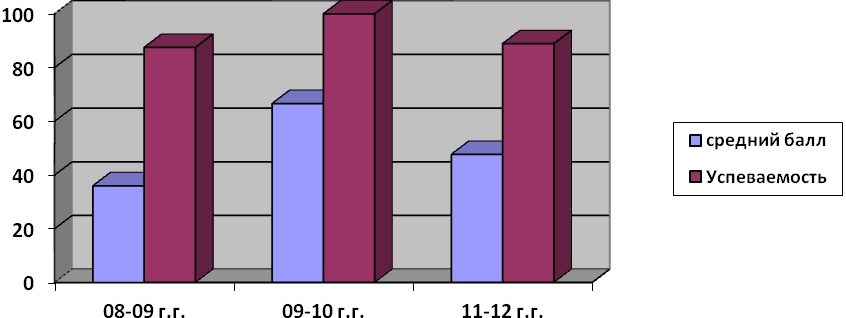 100
80
60
40
20
0
08-09 г.г.
09-10 г.г.
11-12 г.г.
средний балл
Успеваемость